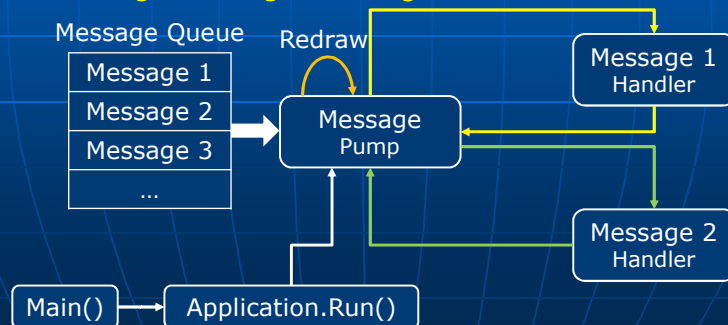 Message Queue
Redraw
Message 1
Message 2
Message 3
...
Message
Pump
Message 1
Handler
Message 2
Handler
Main()
Application.Run()